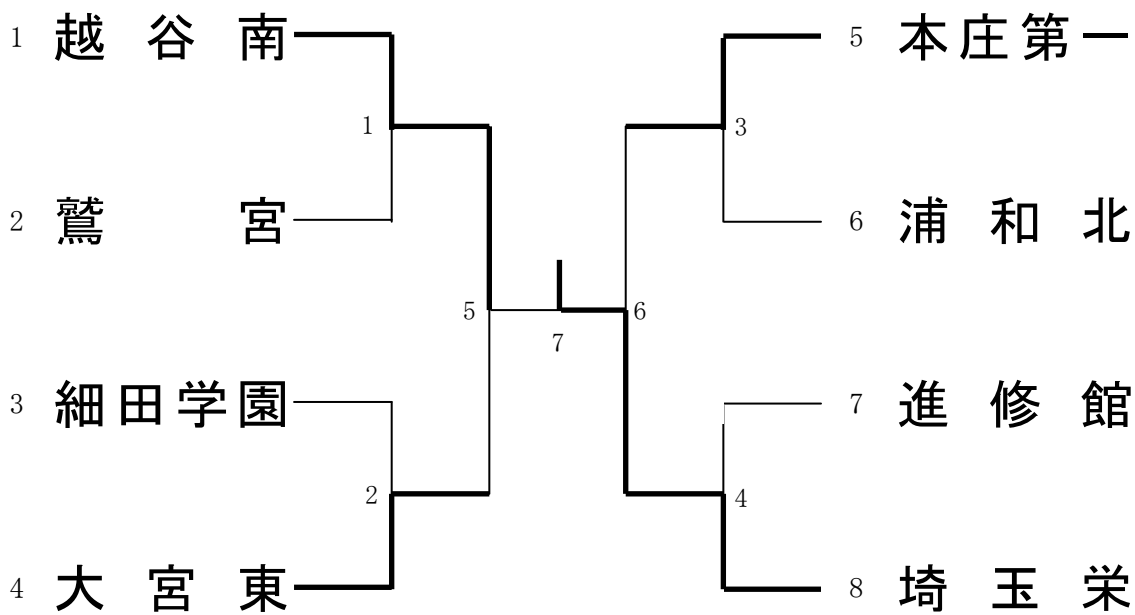 1 越谷南
5 本庄第一
1
3
2 鷲宮
6 浦和北
5
6
7
3 細田学園
7 進修館
2
4
4 大宮東
8 埼玉栄